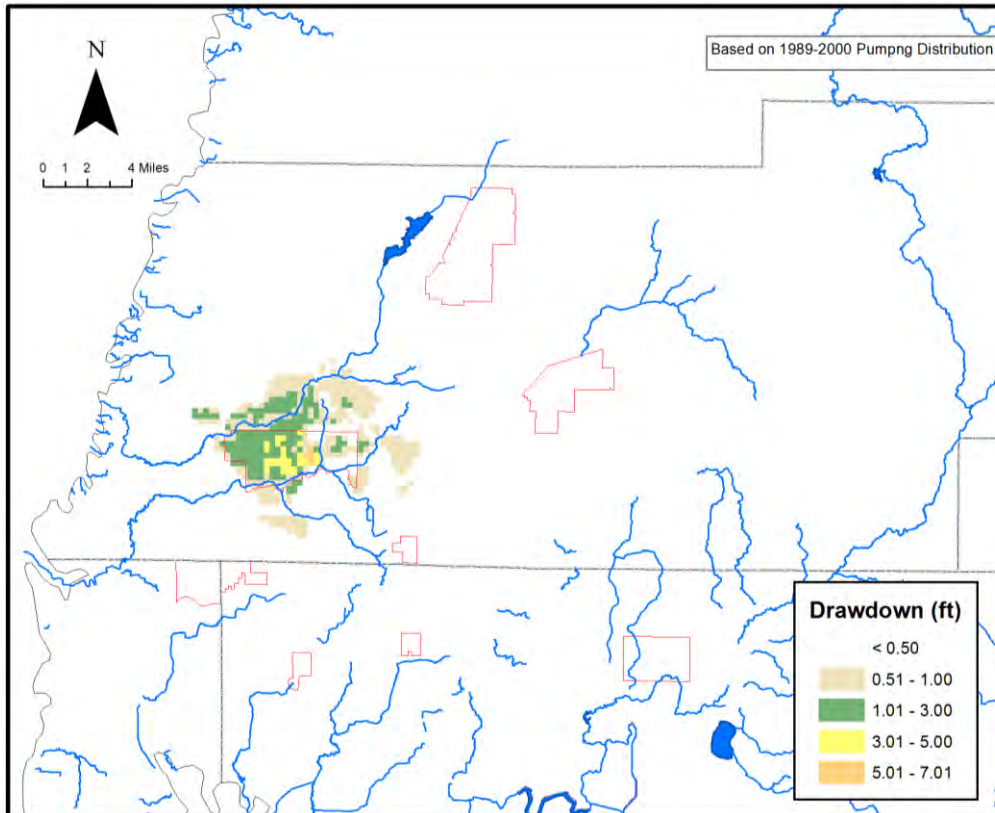 Based on 1989-2000 Pumpng Distribution
N
0 1 2 4 Miles
Drawdown (ft)
< 0.50
0.51 - 1.00
1.01 - 3.00
3.01 - 5.00
5.01 - 7.01